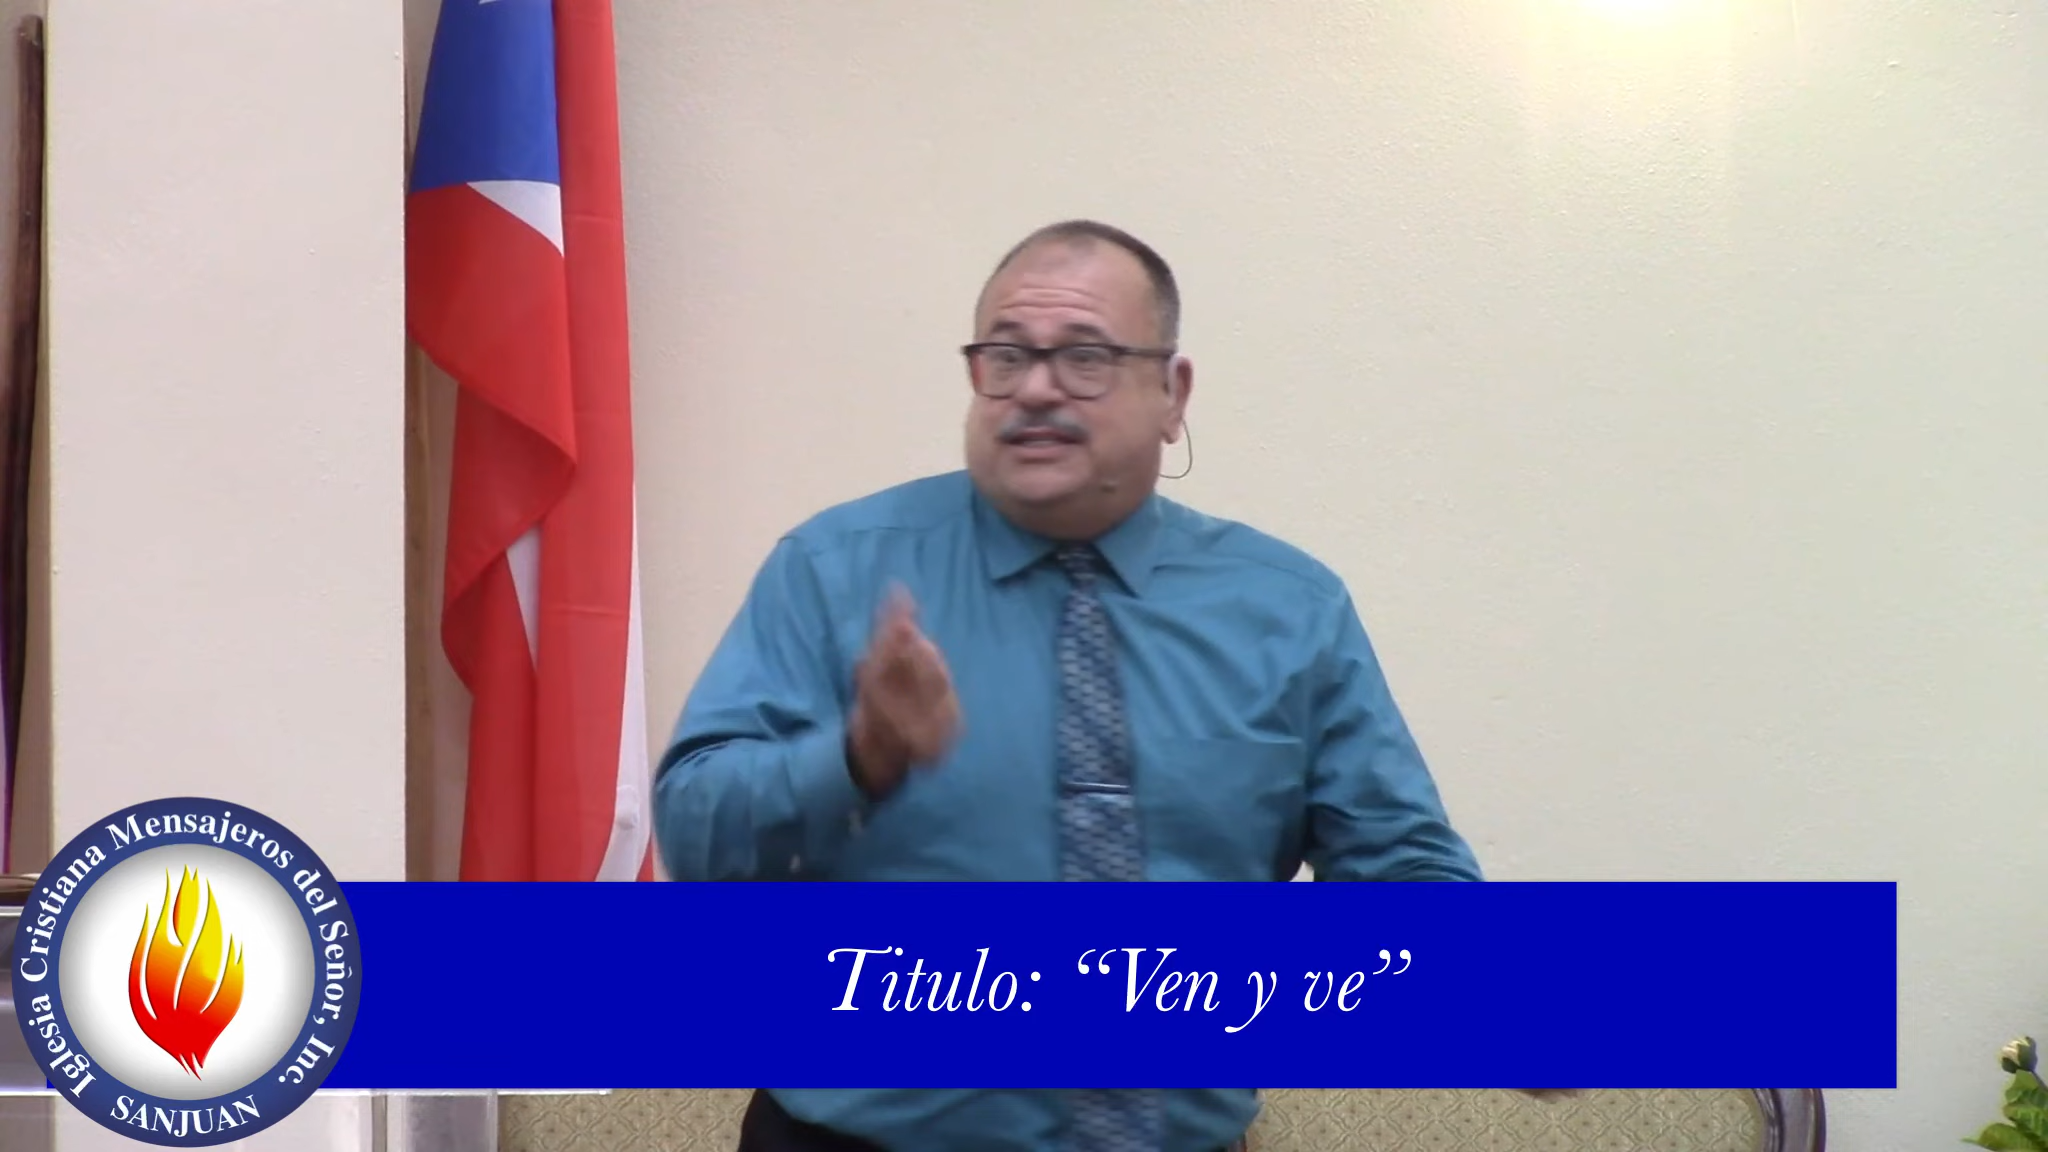 Iglesia Cristiana Mensajeros del Señor, Inc.
SANJUAN
Titulo: “Ven y ve”